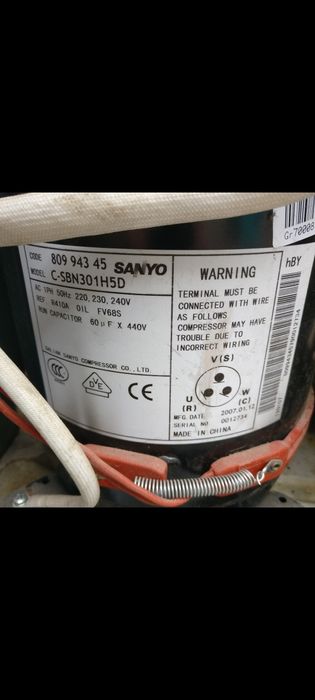 CODE 809 943 45 SANYO
MODEL C-SBN301H5D
AC 1PH 50Hz 220,230,240V
REF R410A OIL FV68S
RUN CAPACITOR 60μF X 440V
DALIAN SANYO COMPRESSOR CO.,LTD.
CCC
DVE
CE
WARNING
TERMINAL MUST BE
CONNECTED WITH WIRE
AS FOLLOWS
COMPRESSOR MAY HAVE
TROUBLE DUE TO
INCORRECT WIRING
V(S)
U
(R)
W
(C)
MFG.DATE 2007.01.12
SERIAL NO 0012734
MADE IN CHINA
hBY
Gr70008